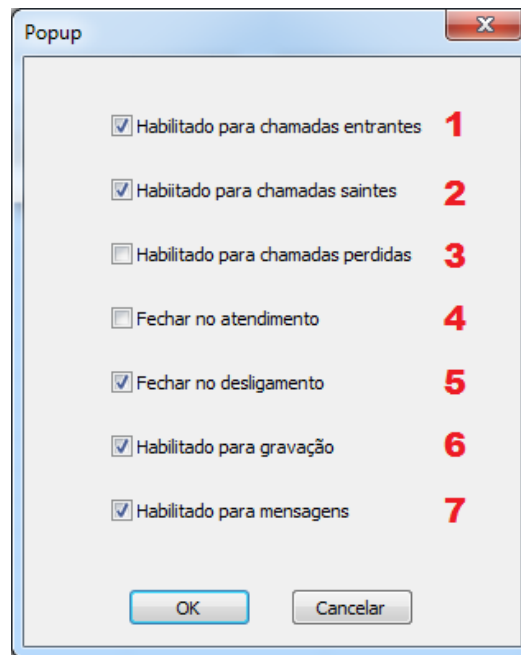 Popup
Habilitado para chamadas entrantes 1
Habiitado para chamadas saintes 2
Habilitado para chamadas perdidas 3
Fechar no atendimento 4
Fechar no desligamento 5
Habilitado para gravação 6
Habilitado para mensagens 7
OK Cancelar